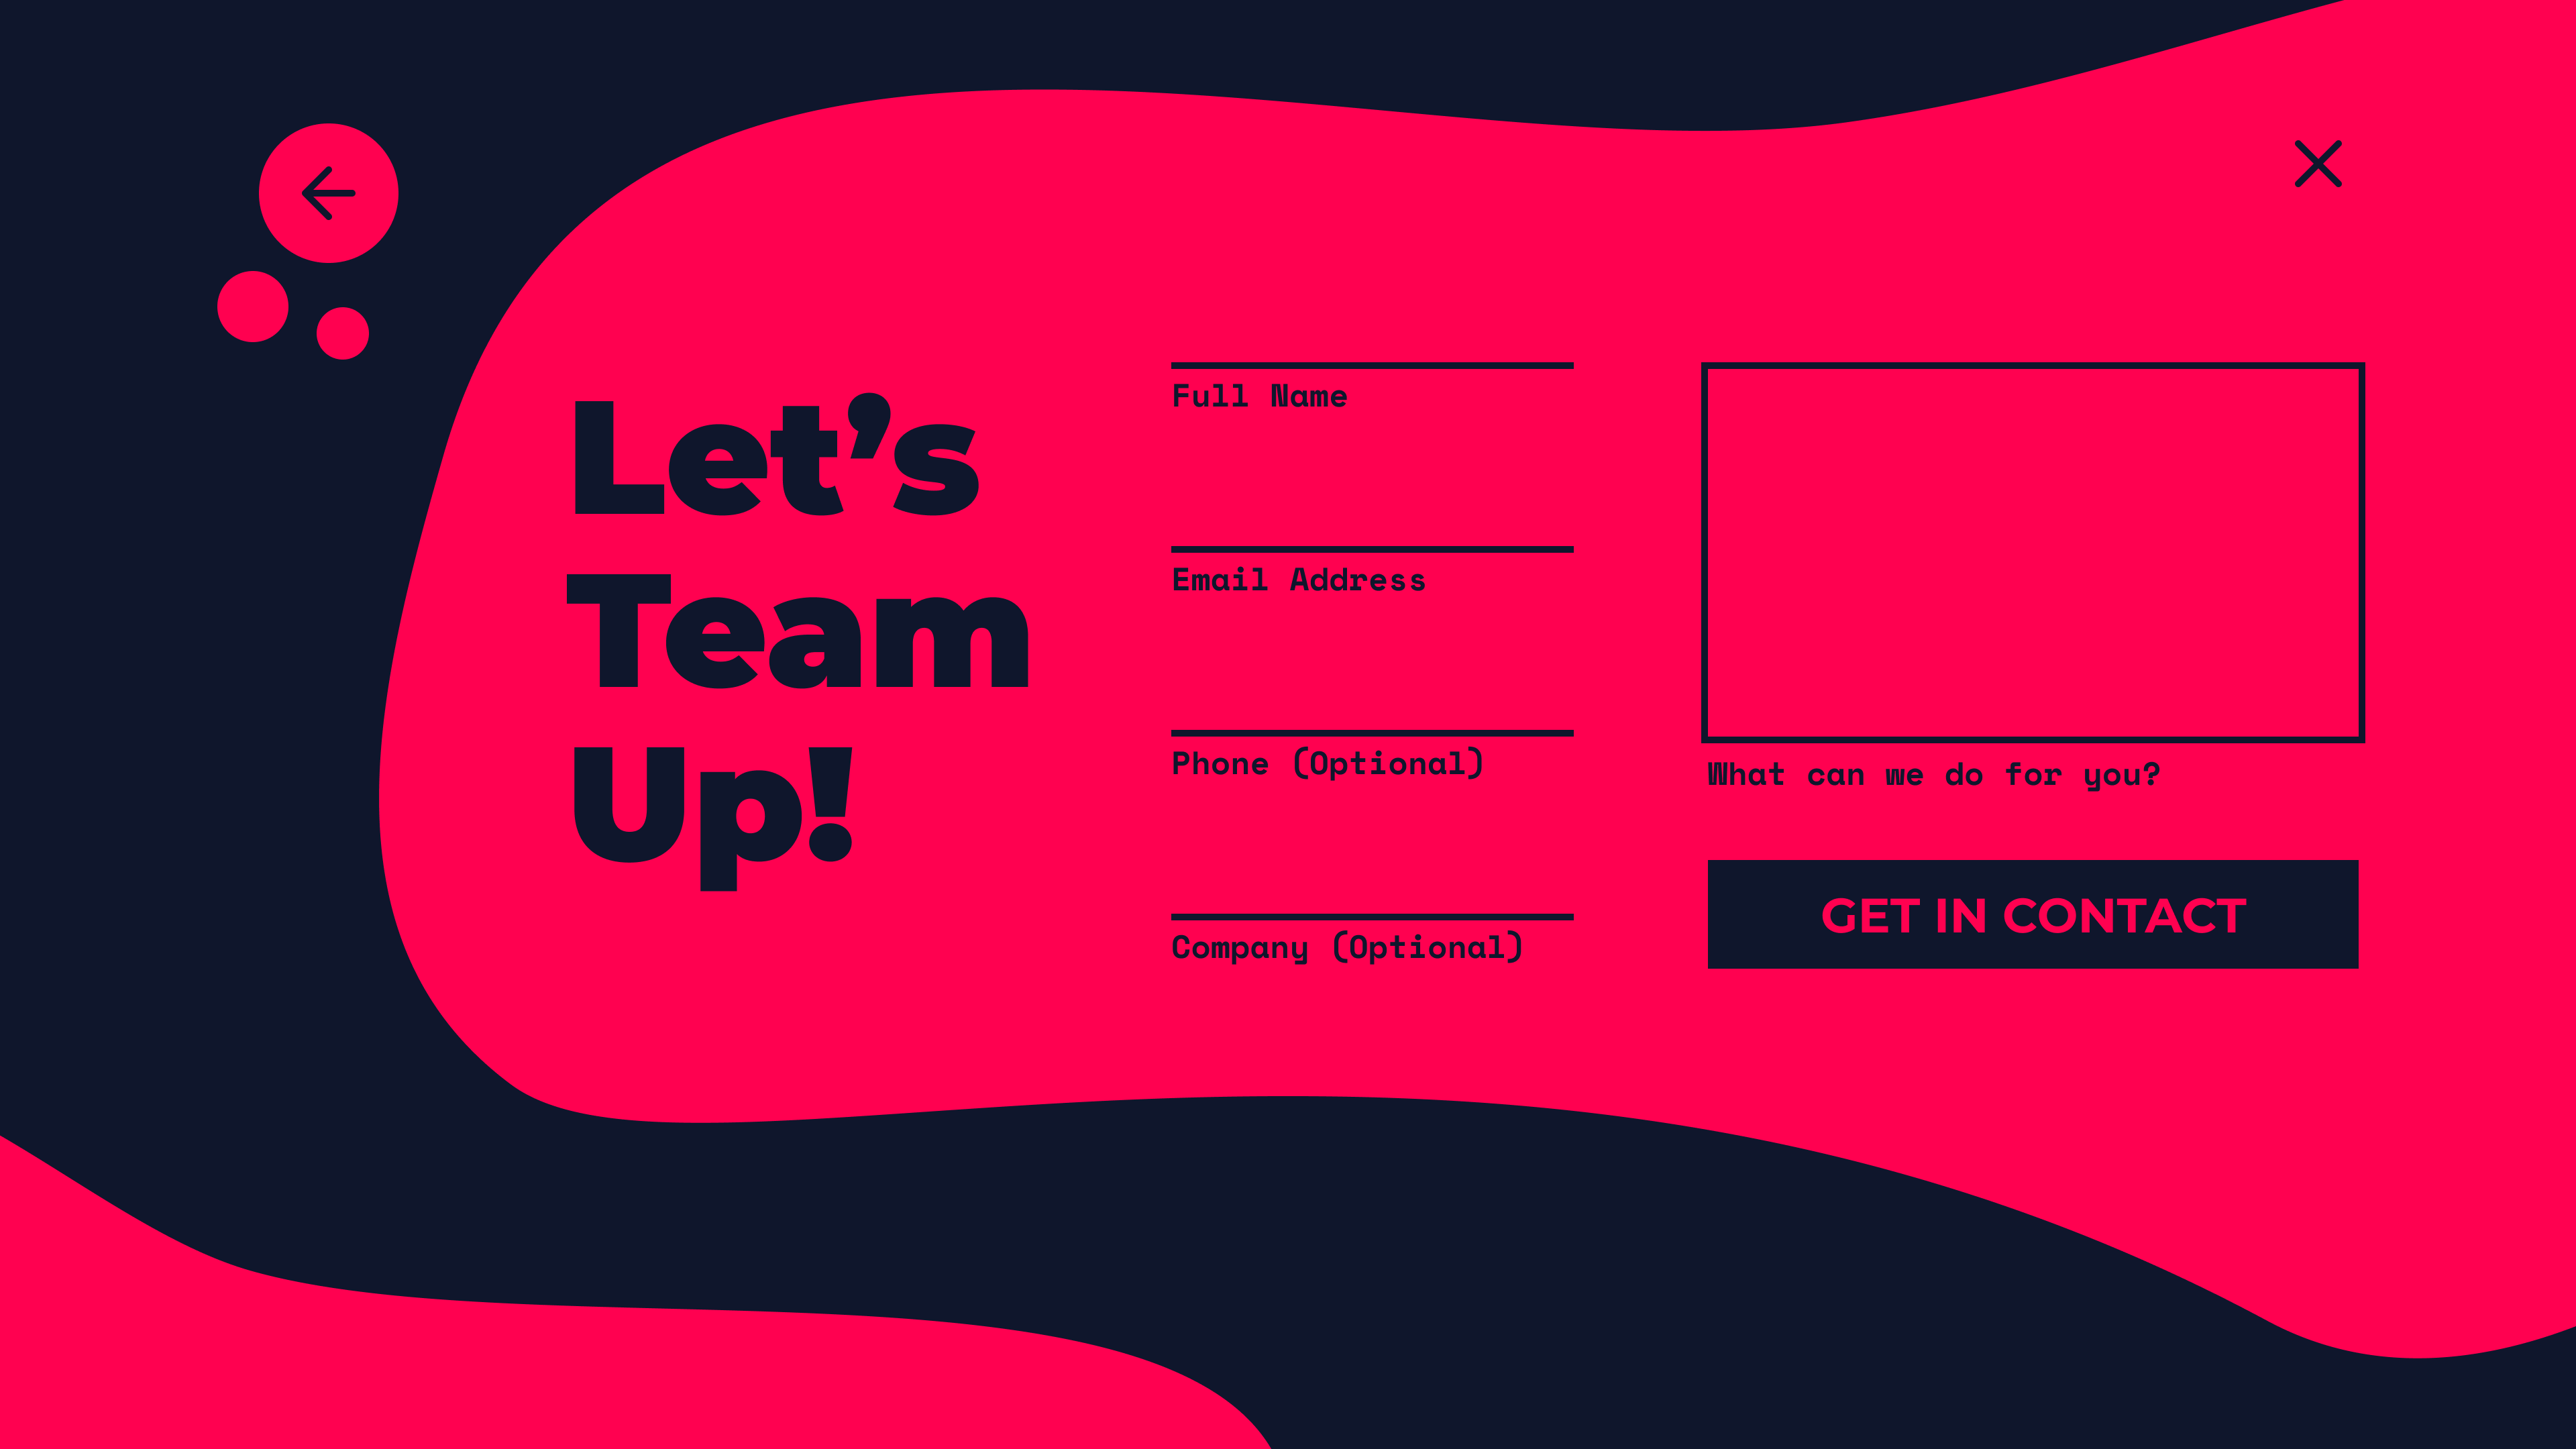 Let’s
Team
Up!
Full Name
Email Address
Phone (Optional)
Company (Optional)
What can we do for you?
GET IN CONTACT